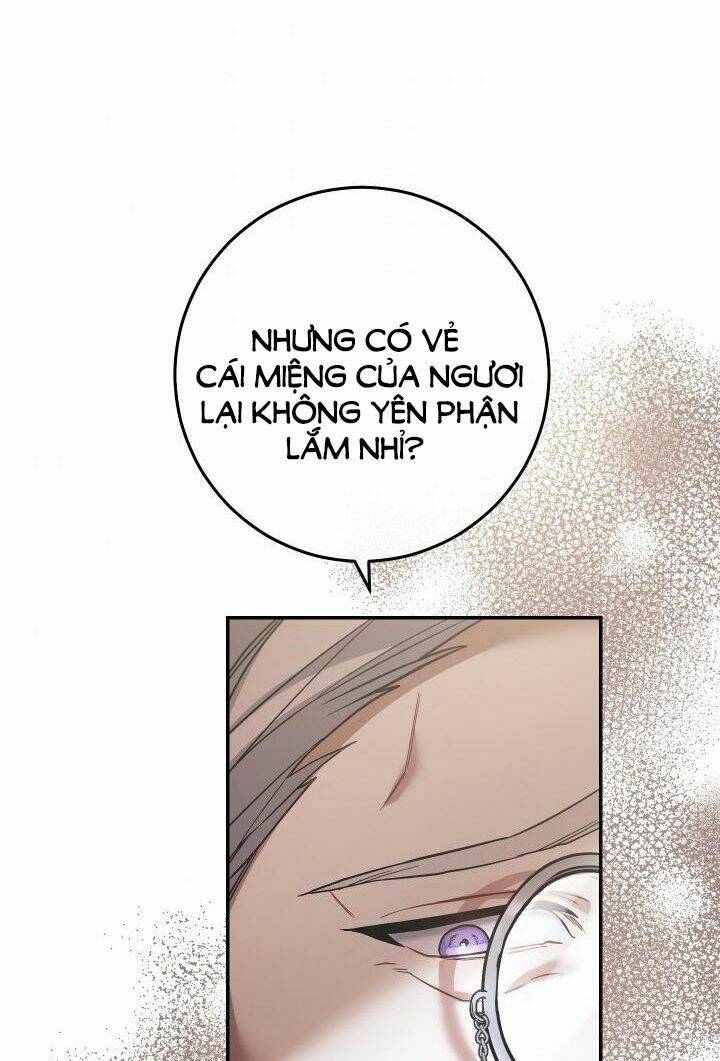 NHƯNG CÓ VẺ
CÁI MIỆNG CỦA NGƯƠI
LẠI KHÔNG YÊN PHẬN
LẮM NHỈ?